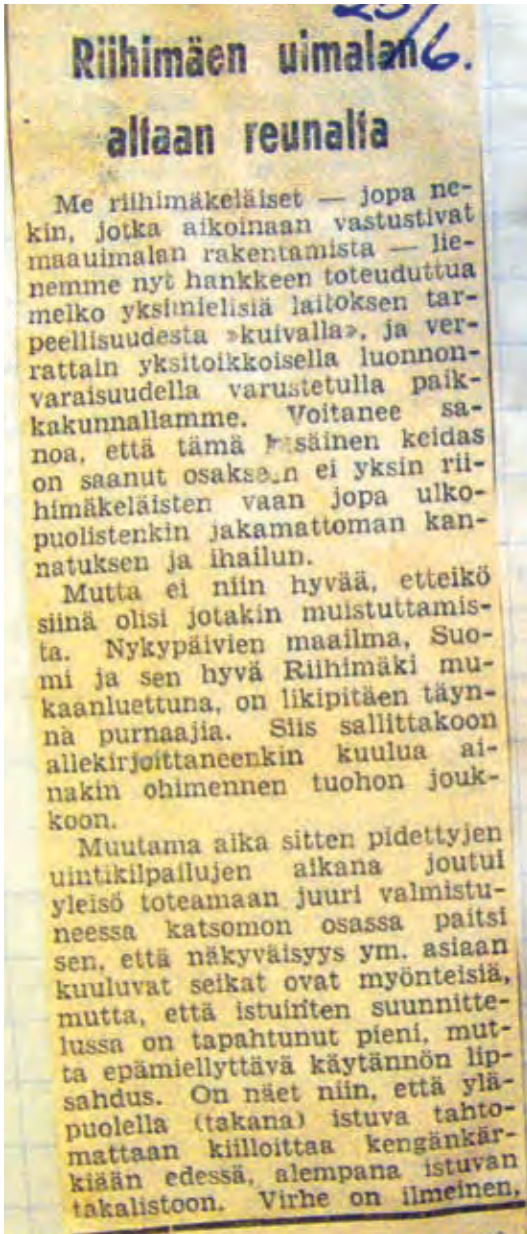 25/6.
Riihimäen uimalan
altaan reunalta
Me riihimäkeläiset — jopa ne-
kin, jotka aikoinaan vastustivat
maauimalan rakentamista — lie-
nemme nyt hankkeen toteuduttua
melko yksimielisiä laitoksen tar-
peellisuudesta »kuivalla», ja ver-
rattain yksitoikkoisella luonnon-
varaisuudella varustetulla paik-
kakunnallamme. Voitanee sa-
noa, että tämä kesäinen keidas
on saanut osakseen ei yksin rii-
himäkeläisten vaan jopa ulko-
puolistenkin jakamattoman kan-
natuksen ja ihailun.
Mutta ei niin hyvää, etteikö
siinä olisi jotakin muistuttamis-
ta. Nykypäivien maailma, Suo-
mi ja sen hyvä Riihimäki mu-
kaanluettuna, on likipitäen täyn-
nä purnaajia. Siis sallittakoon
allekirjoittaneenkin kuulua ai-
nakin ohimennen tuohon jouk-
koon.
Muutama aika sitten pidettyjen
uintikilpailujen aikana joutui
yleisö toteamaan juuri valmistu-
neessa katsomon osassa paitsi
sen, että näkyväisyys ym. asiaan
kuuluvat seikat ovat myönteisiä,
mutta, että istuinten suunnitte-
lussa on tapahtunut pieni, mut-
ta epämiellyttävä käytännön lip-
sahdus. On näet niin, että ylä-
puolella (takana) istuva tahto-
mattaan kiilloittaa kengänkär-
kiään edessä, alempana istuvan
takalistoon. Virhe on ilmeinen,